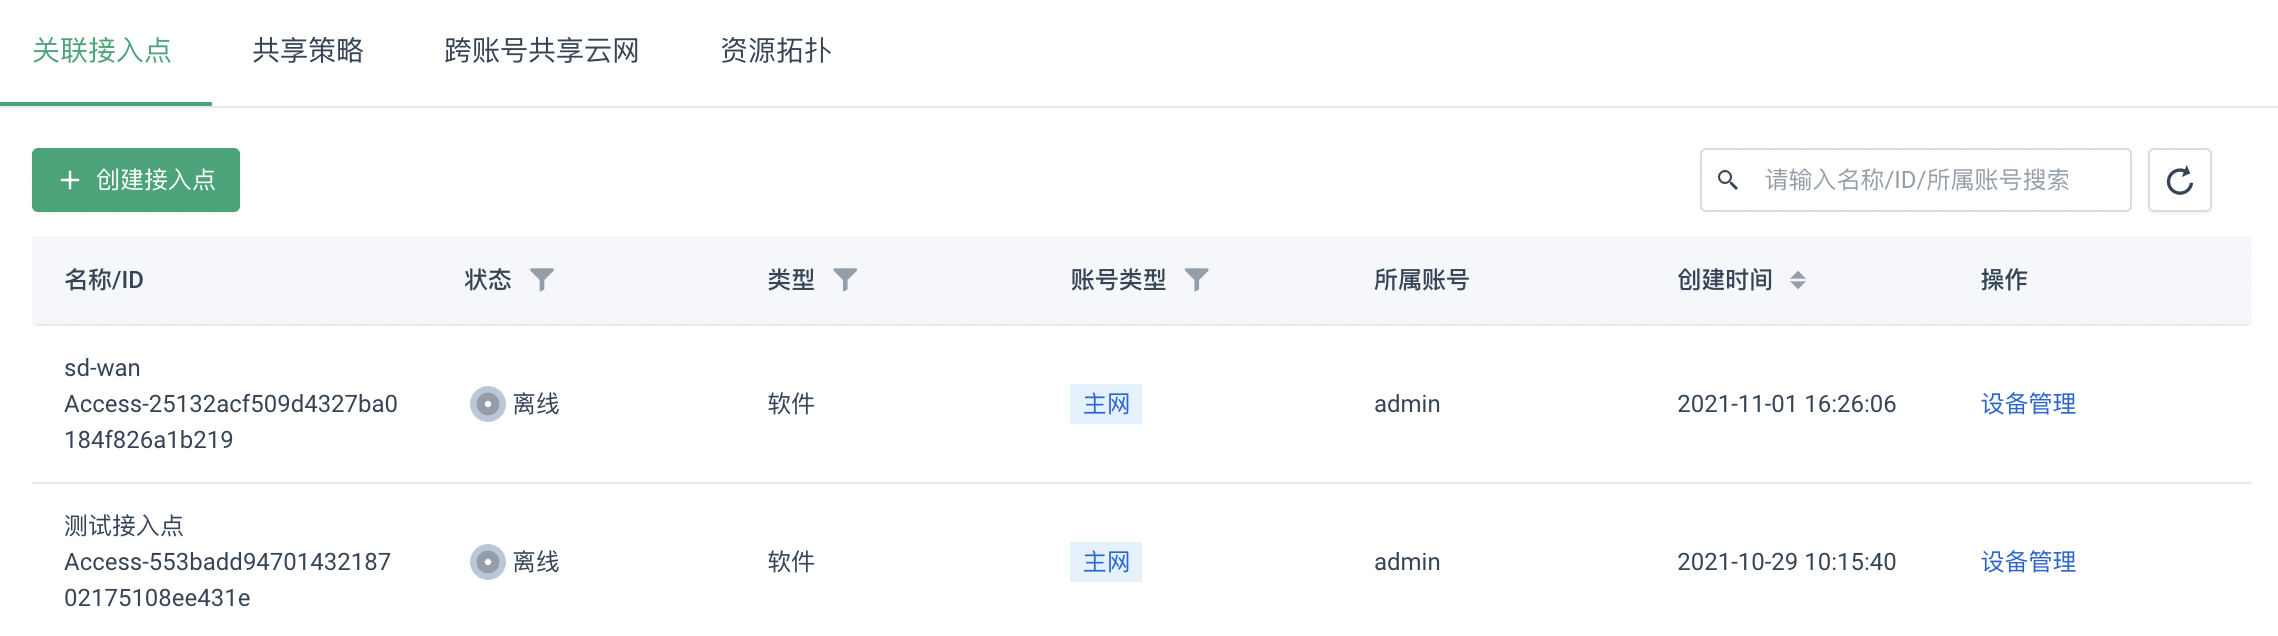 关联接入点 共享策略 跨账号共享云网 资源拓扑
+ 创建接入点 请输入名称/ID/所属账号搜索
名称/ID 状态 类型 账号类型 所属账号 创建时间 操作
sd-wan
Access-25132acf509d4327ba0 离线 软件 主网 admin 2021-11-01 16:26:06 设备管理
184f826a1b219
测试接入点
Access-553badd94701432187 离线 软件 主网 admin 2021-10-29 10:15:40 设备管理
02175108ee431e